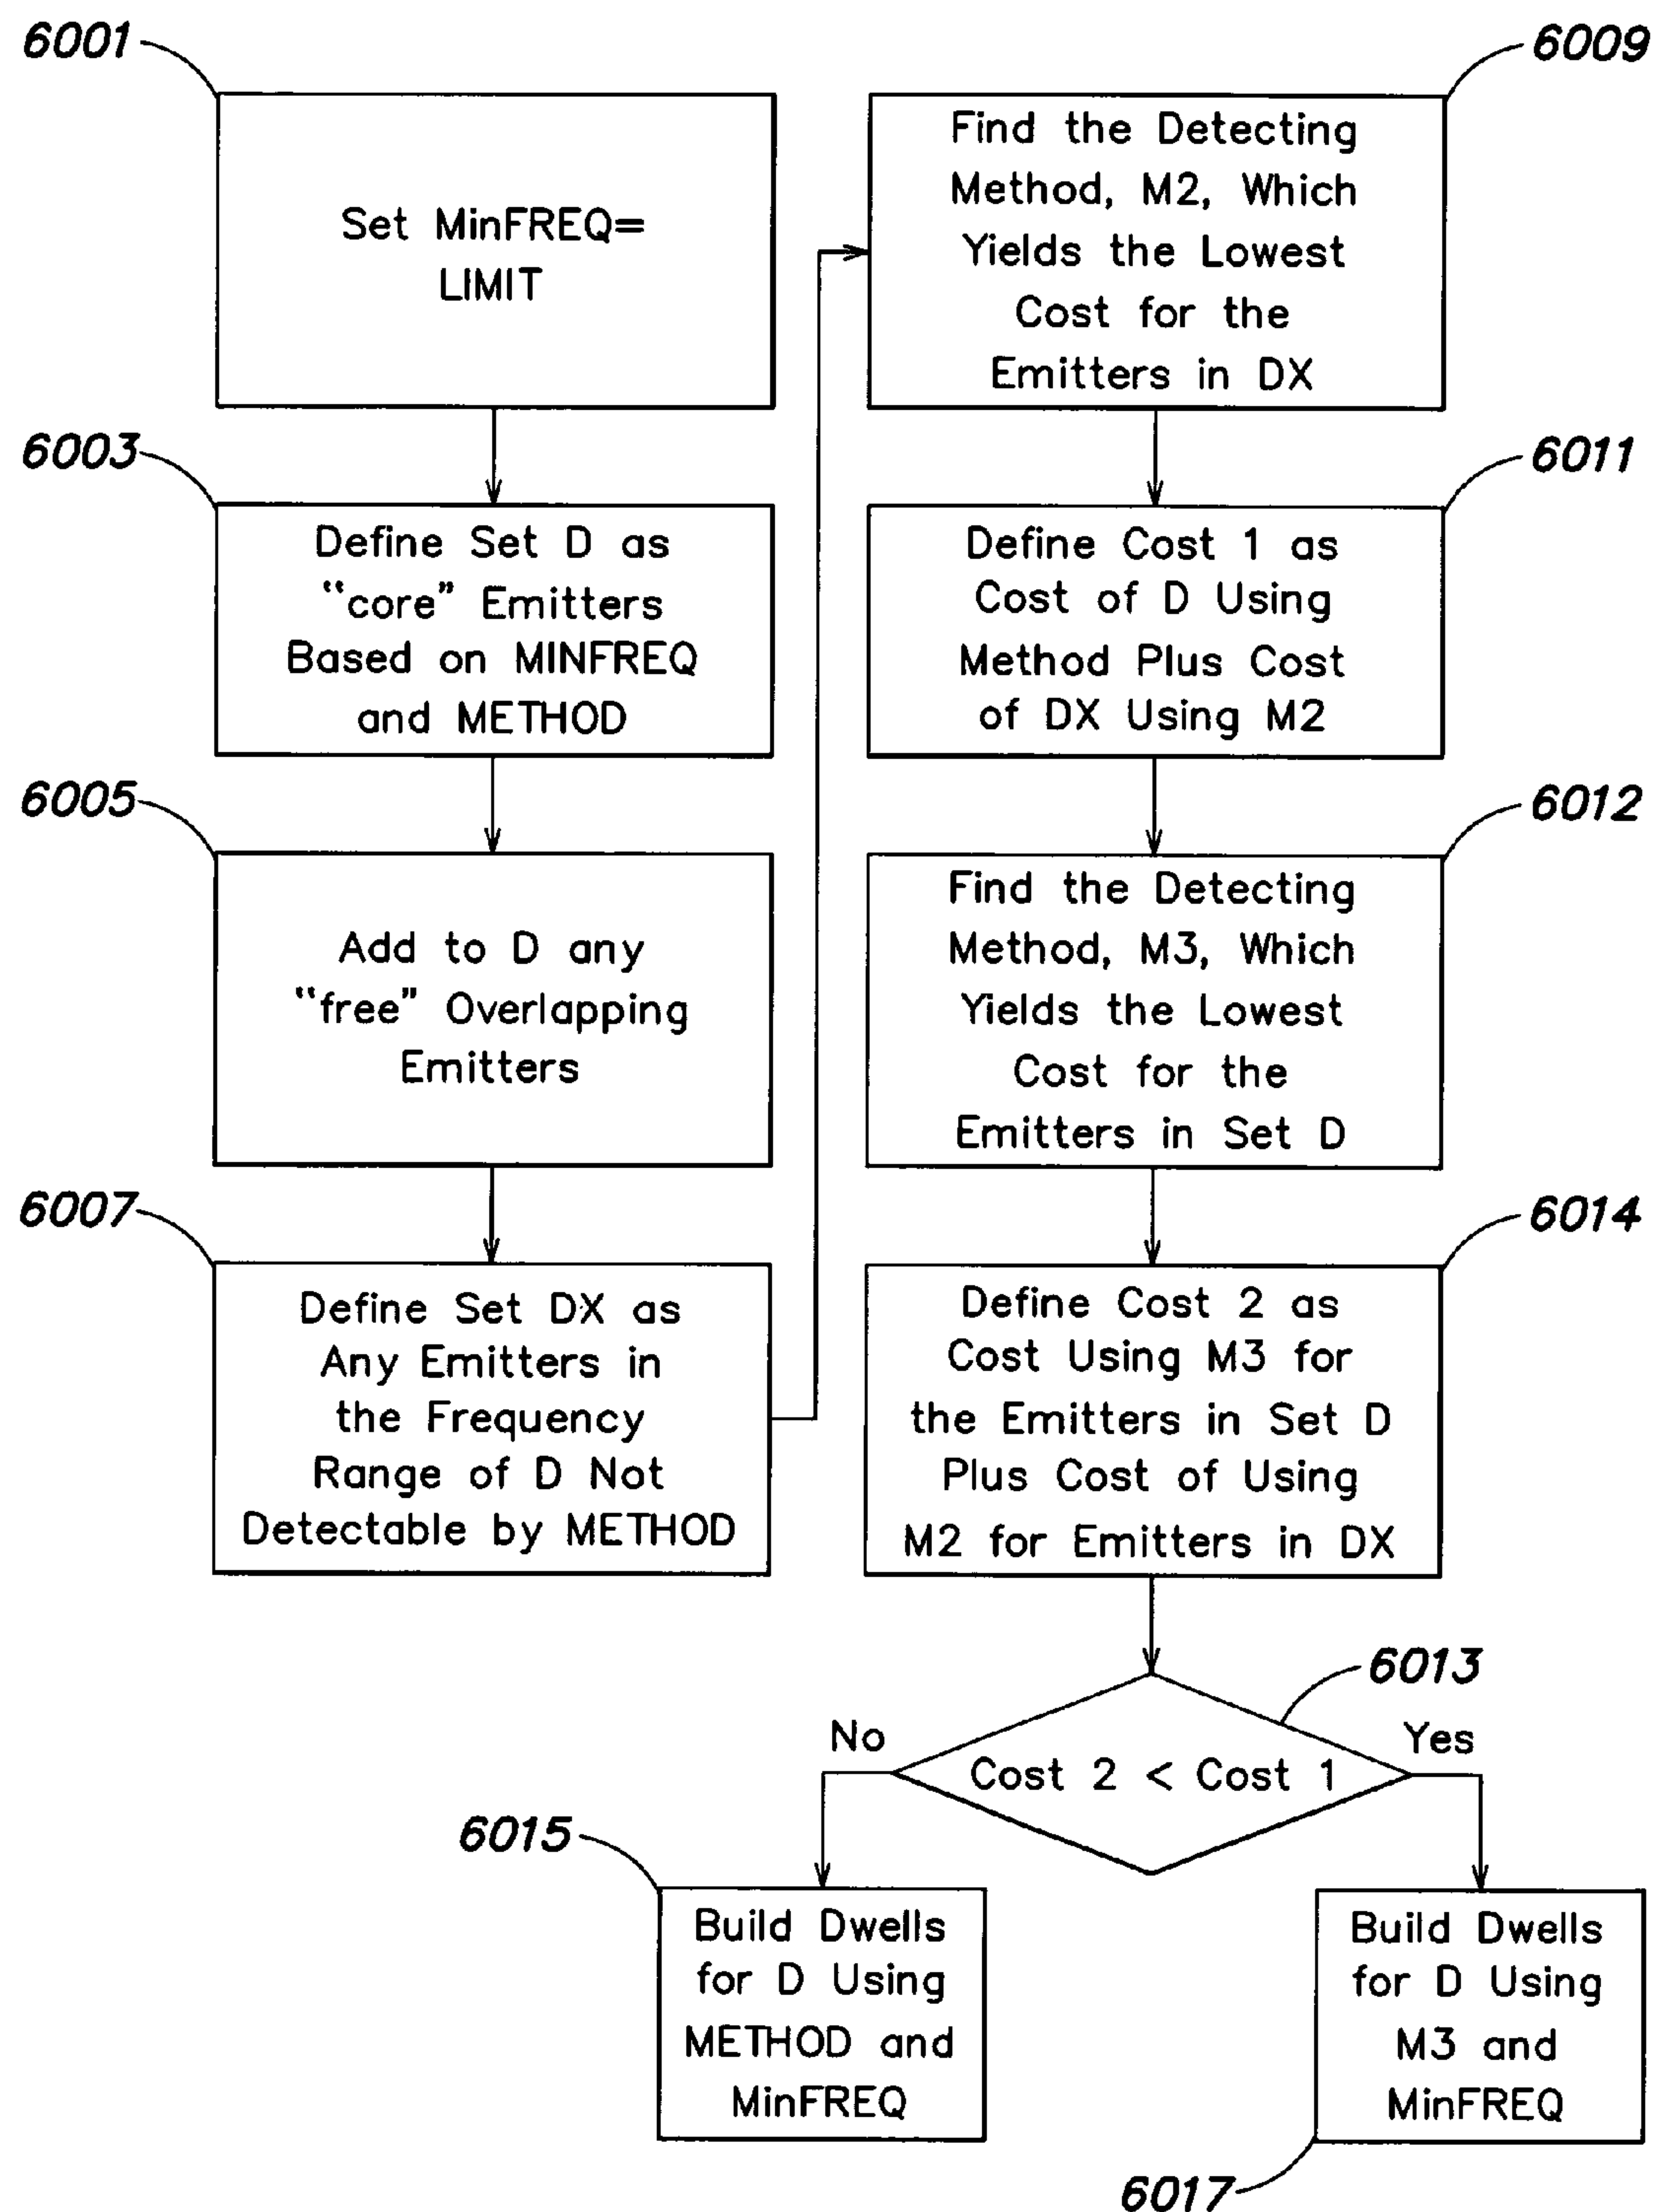 6001
Set MinFREQ=
LIMIT
6003
Define Set D as
“core” Emitters
Based on MINFREQ
and METHOD
6005
Add to D any
“free” Overlapping
Emitters
6007
Define Set DX as
Any Emitters in
the Frequency
Range of D Not
Detectable by METHOD
6009
Find the Detecting
Method, M2, Which
Yields the Lowest
Cost for the
Emitters in DX
6011
Define Cost 1 as
Cost of D Using
Method Plus Cost
of DX Using M2
6012
Find the Detecting
Method, M3, Which
Yields the Lowest
Cost for the
Emitters in Set D
6014
Define Cost 2 as
Cost Using M3 for
the Emitters in Set D
Plus Cost of Using
M2 for Emitters in DX
6013
No
Yes
Cost 2 < Cost 1
6015
Build Dwells
for D Using
METHOD and
MinFREQ
Build Dwells
for D Using
M3 and
MinFREQ
6017